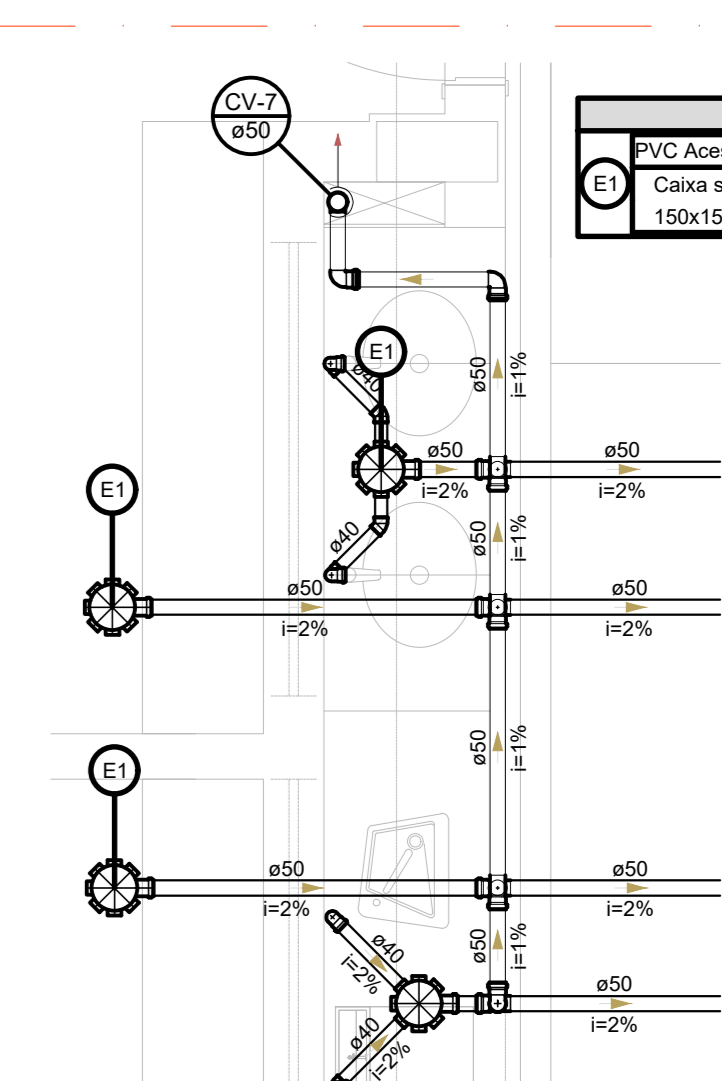 CV-7
ø50
PVC Aces
E1
Caixa s
150x15
E1
ø40
ø50
i=1%
ø50
i=2%
ø50
i=2%
E1
ø40
ø50
i=1%
ø50
i=2%
ø50
i=2%
ø50
i=1%
E1
ø50
i=2%
ø50
i=2%
ø40
i=2%
ø50
i=1%
ø50
i=2%
ø40
i=2%